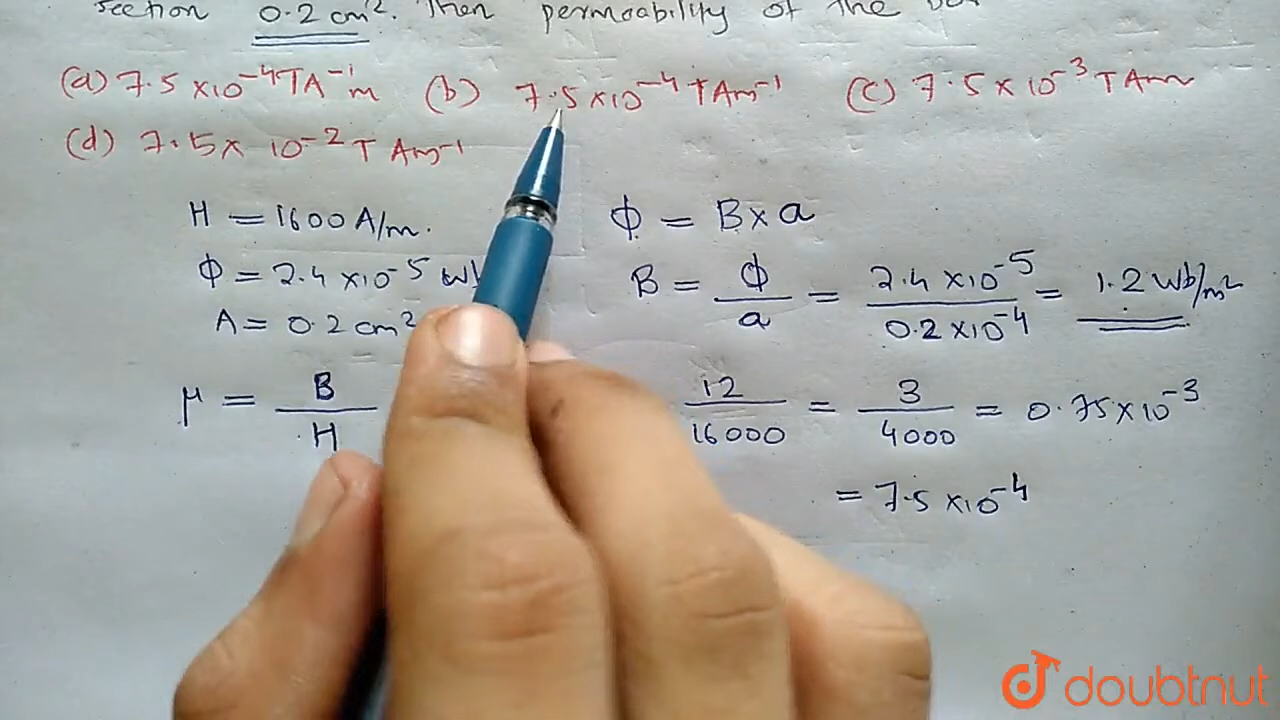 section 0.2 cm². Then permeability of the
(a) 7.5 x10⁻⁴TA⁻¹m (b) 7.5 x10⁻⁴ TAm⁻¹ (c) 7.5 x 10⁻³ TAm
(d) 7.5x 10⁻² T Am⁻¹
H = 1600 A/m.
Φ = 2.4 x10⁻⁵
A = 0.2 cm²
Φ = B x a
B = Φ/a = 2.4 x10⁻⁵/0.2 x10⁻⁴ = 1.2 Wb/m²
μ = B/H 12/16000 = 3/4000 = 0.75 x10⁻³
= 7.5 x10⁻⁴
doubtnut